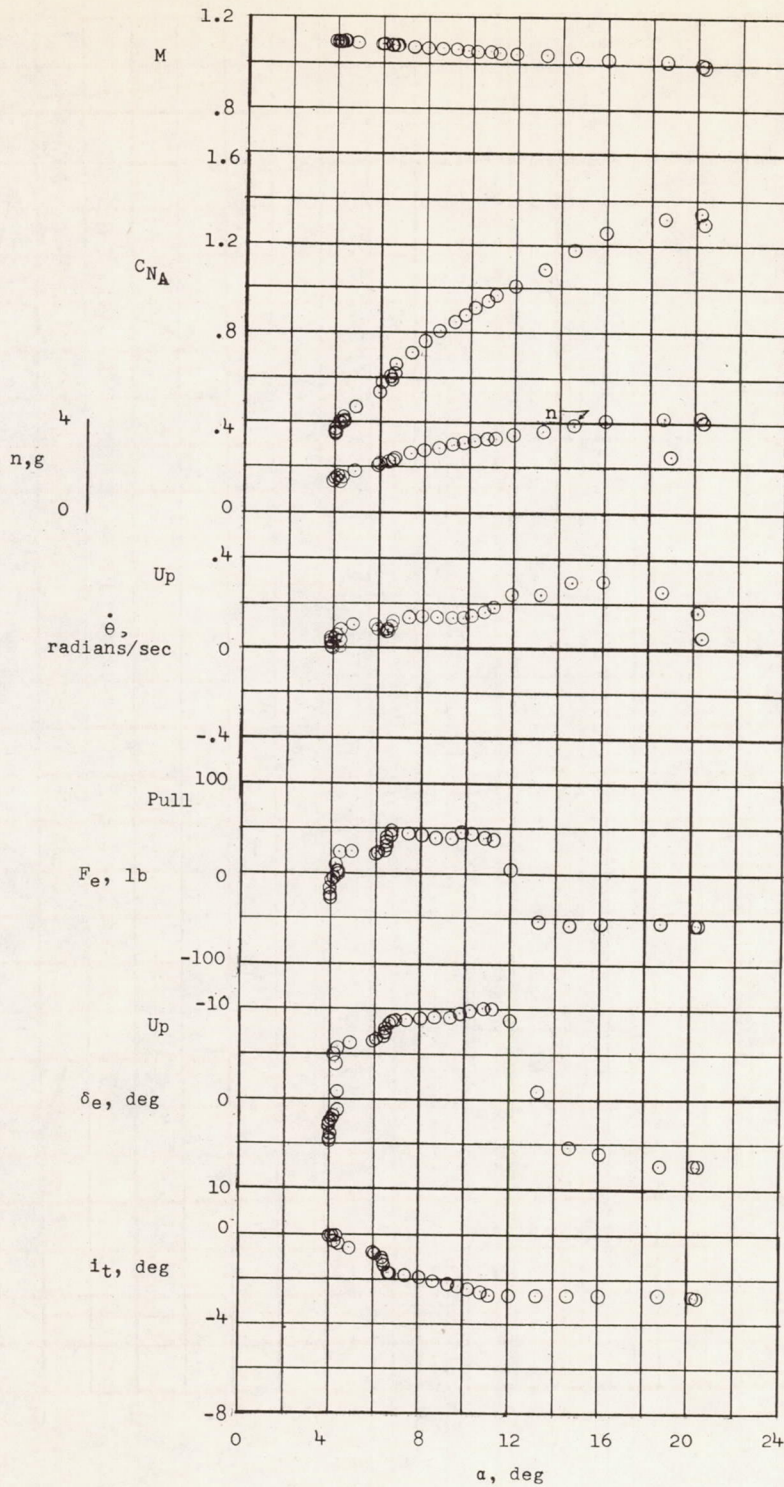 1.2
M
.8
1.6
1.2
C_{N_A}
.8
4
.4
n
n,g
0
0
.4
Up
θ̇,
radians/sec
0
-.4
100
Pull
F_e, lb
0
-100
-10
Up
δ_e, deg
0
10
0
i_t, deg
-4
-8
0 4 8 12 16 20 24
α, deg